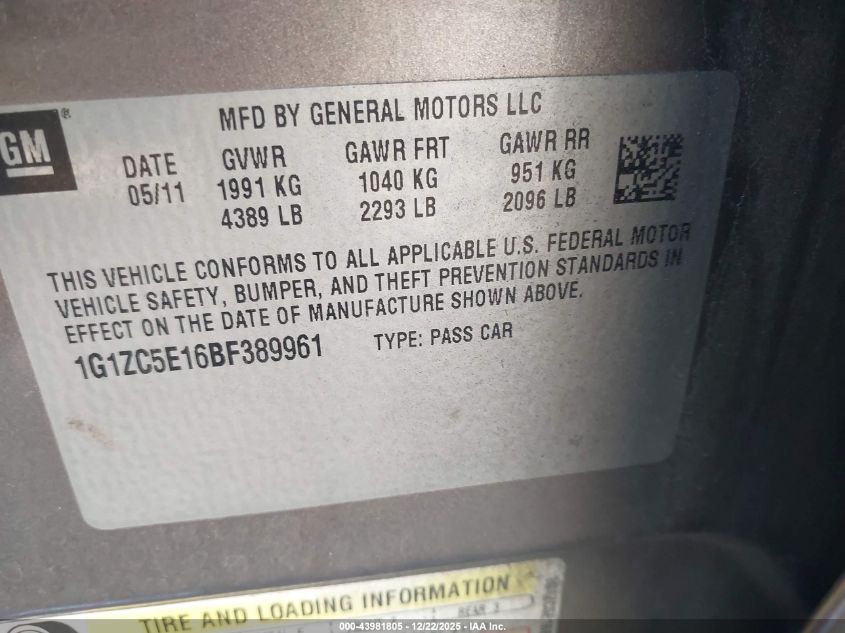 GM ®
MFD BY GENERAL MOTORS LLC
DATE GVWR GAWR FRT GAWR RR
05/11 1991 KG 1040 KG 951 KG
4389 LB 2293 LB 2096 LB
THIS VEHICLE CONFORMS TO ALL APPLICABLE U.S. FEDERAL MOTOR
VEHICLE SAFETY, BUMPER, AND THEFT PREVENTION STANDARDS IN
EFFECT ON THE DATE OF MANUFACTURE SHOWN ABOVE.
1G1ZC5E16BF389961 TYPE: PASS CAR
TIRE AND LOADING INFORMATION
REAR 3
000-43981805 - 12/22/2025 - IAA Inc.